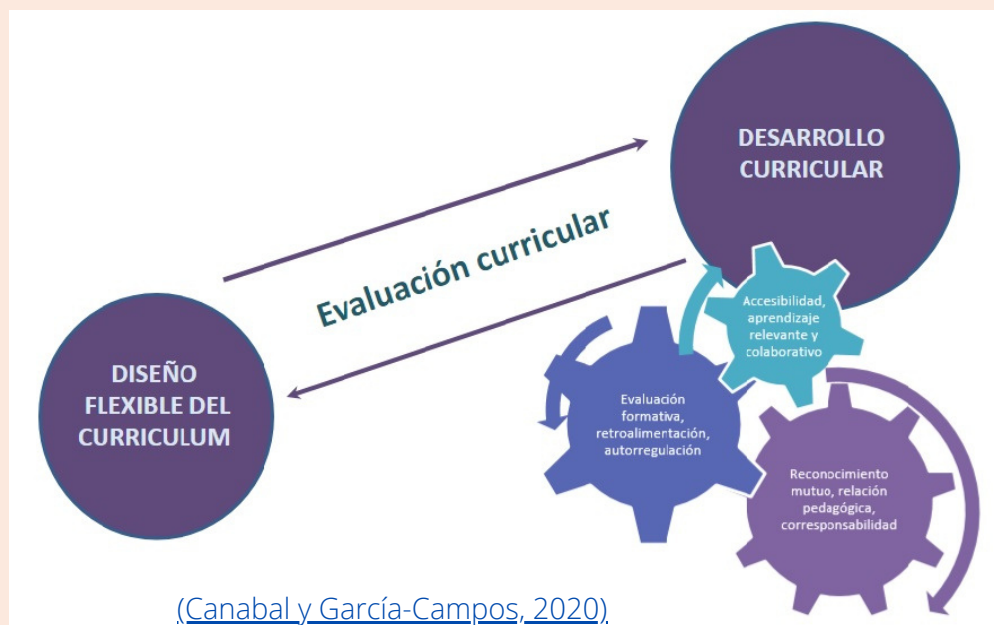 DESARROLLO
CURRICULAR
Evaluación curricular
Accesibilidad,
aprendizaje
relevante y
colaborativo
DISEÑO
FLEXIBLE DEL
CURRICULUM
Evaluación
formativa,
retroalimentación,
autorregulación
Reconocimiento
mutuo, relación
pedagógica,
corresponsabilidad
(Canabal y García-Campos, 2020)